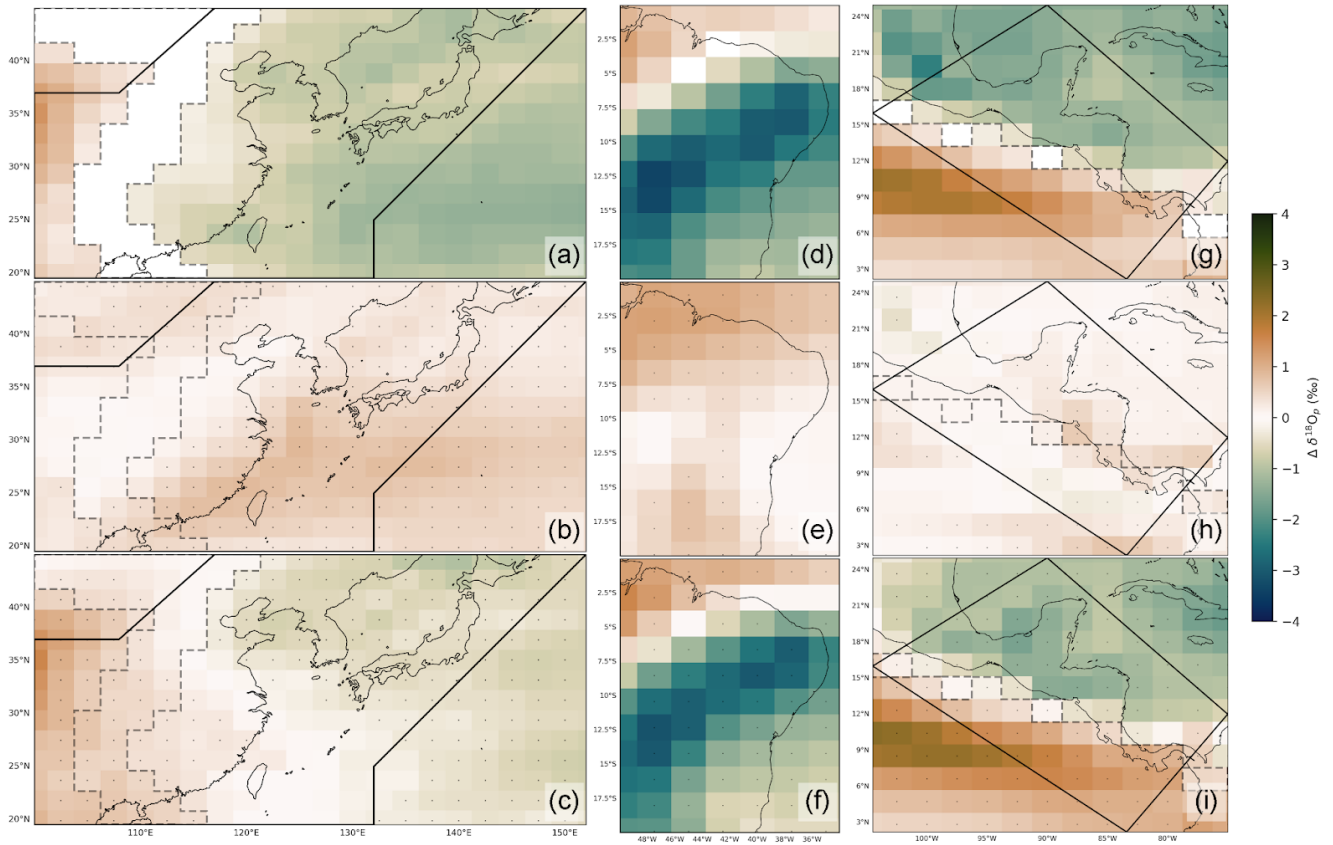 40°N
35°N
30°N
25°N
20°N
(a)
2.5°S
5°S
7.5°S
10°S
12.5°S
15°S
17.5°S
(d)
24°N
21°N
18°N
15°N
12°N
9°N
6°N
3°N
(g)
40°N
35°N
30°N
25°N
20°N
(b)
2.5°S
5°S
7.5°S
10°S
12.5°S
15°S
17.5°S
(e)
24°N
21°N
18°N
15°N
12°N
9°N
6°N
3°N
(h)
40°N
35°N
30°N
25°N
20°N
(c)
110°E 120°E 130°E 140°E 150°E
2.5°S
5°S
7.5°S
10°S
12.5°S
15°S
17.5°S
(f)
48°W 46°W 44°W 42°W 40°W 38°W 36°W
24°N
21°N
18°N
15°N
12°N
9°N
6°N
3°N
(i)
100°W 95°W 90°W 85°W 80°W
4
3
2
1
0
−1
−2
−3
−4
Δ δ¹⁸Oₚ (‰)